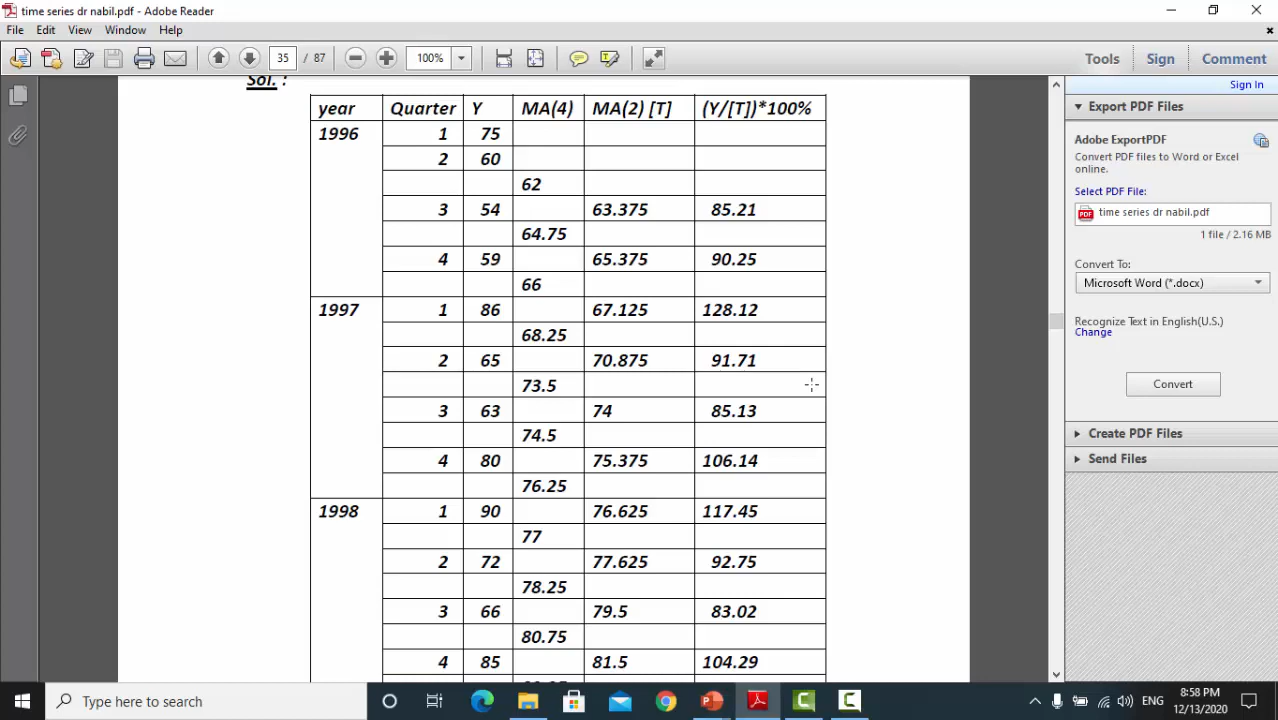 time series dr nabil.pdf - Adobe Reader
File Edit View Window Help
35 / 87 100% Tools Sign Comment
Sol. :
year Quarter Y MA(4) MA(2) [T] (Y/[T])*100%
1996 1 75
2 60
62
3 54 63.375 85.21
64.75
4 59 65.375 90.25
66
1997 1 86 67.125 128.12
68.25
2 65 70.875 91.71
73.5
3 63 74 85.13
74.5
4 80 75.375 106.14
76.25
1998 1 90 76.625 117.45
77
2 72 77.625 92.75
78.25
3 66 79.5 83.02
80.75
4 85 81.5 104.29
Sign In
Export PDF Files
Adobe ExportPDF
Convert PDF files to Word or Excel
online.
Select PDF File:
time series dr nabil.pdf
1 file / 2.16 MB
Convert To:
Microsoft Word (*.docx)
Recognize Text in English(U.S.)
Change
Convert
Create PDF Files
Send Files
Type here to search
ENG
8:58 PM
12/13/2020